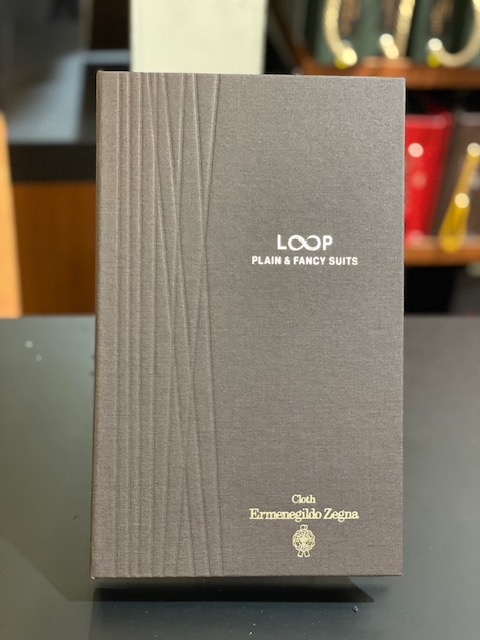 LOOP
PLAIN & FANCY SUITS
Cloth
Ermenegildo Zegna